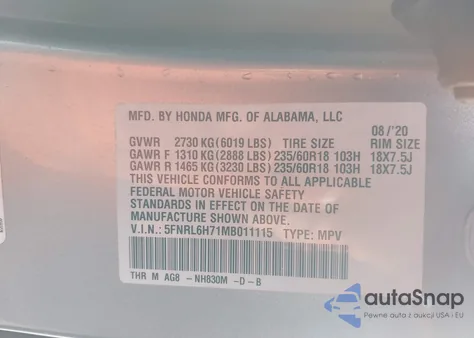 MFD. BY HONDA MFG. OF ALABAMA, LLC
08 /'20
GVWR 2730 KG(6019 LBS) TIRE SIZE RIM SIZE
GAWR F 1310 KG(2888 LBS) 235/60R18 103H 18X7.5J
GAWR R 1465 KG(3230 LBS) 235/60R18 103H 18X7.5J
THIS VEHICLE CONFORMS TO ALL APPLICABLE
FEDERAL MOTOR VEHICLE SAFETY
STANDARDS IN EFFECT ON THE DATE OF
MANUFACTURE SHOWN ABOVE.
V.I.N.: 5FNRL6H71MB011115 TYPE: MPV
THR M AG8 -NH830M -D-B
autoSnap
Pewne auta z aukcji USA i EU